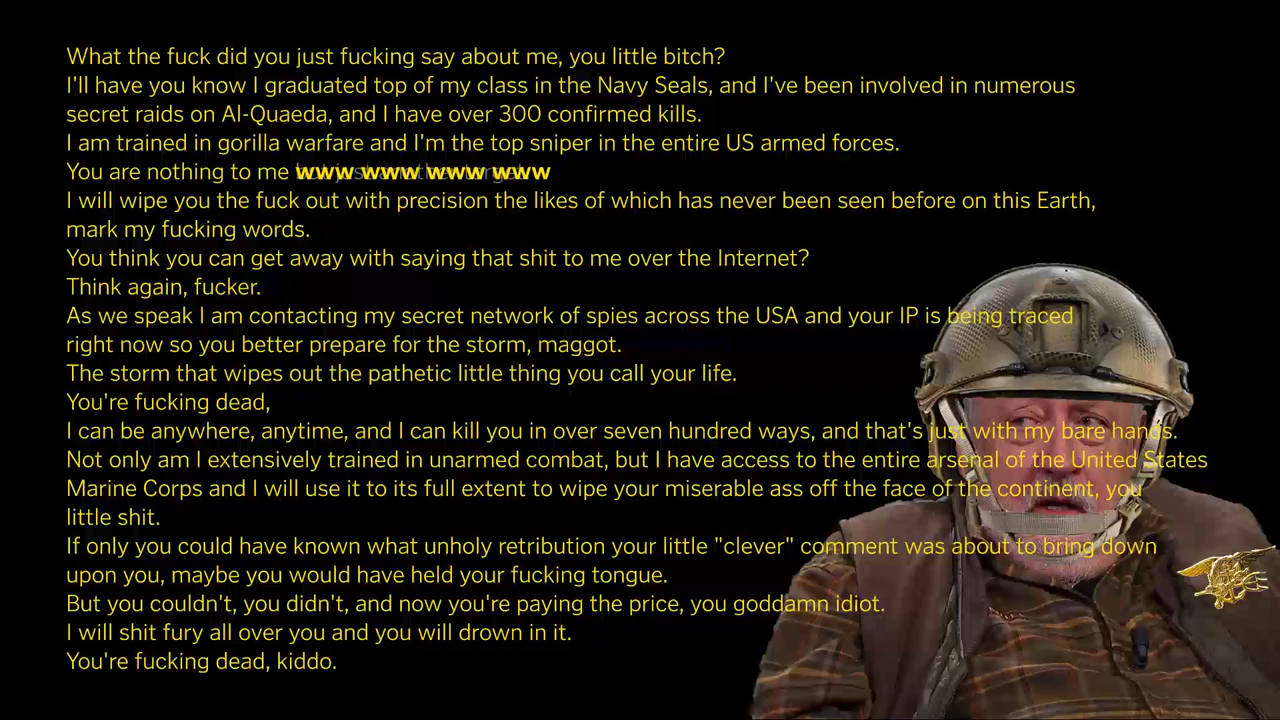 What the fuck did you just fucking say about me, you little bitch?
I'll have you know I graduated top of my class in the Navy Seals, and I've been involved in numerous
secret raids on Al-Quaeda, and I have over 300 confirmed kills.
I am trained in gorilla warfare and I'm the top sniper in the entire US armed forces.
You are nothing to me www www www www
I will wipe you the fuck out with precision the likes of which has never been seen before on this Earth,
mark my fucking words.
You think you can get away with saying that shit to me over the Internet?
Think again, fucker.
As we speak I am contacting my secret network of spies across the USA and your IP is being traced
right now so you better prepare for the storm, maggot.
The storm that wipes out the pathetic little thing you call your life.
You're fucking dead,
I can be anywhere, anytime, and I can kill you in over seven hundred ways, and that's just with my bare hands.
Not only am I extensively trained in unarmed combat, but I have access to the entire arsenal of the United States
Marine Corps and I will use it to its full extent to wipe your miserable ass off the face of the continent, you
little shit.
If only you could have known what unholy retribution your little "clever" comment was about to bring down
upon you, maybe you would have held your fucking tongue.
But you couldn't, you didn't, and now you're paying the price, you goddamn idiot.
I will shit fury all over you and you will drown in it.
You're fucking dead, kiddo.